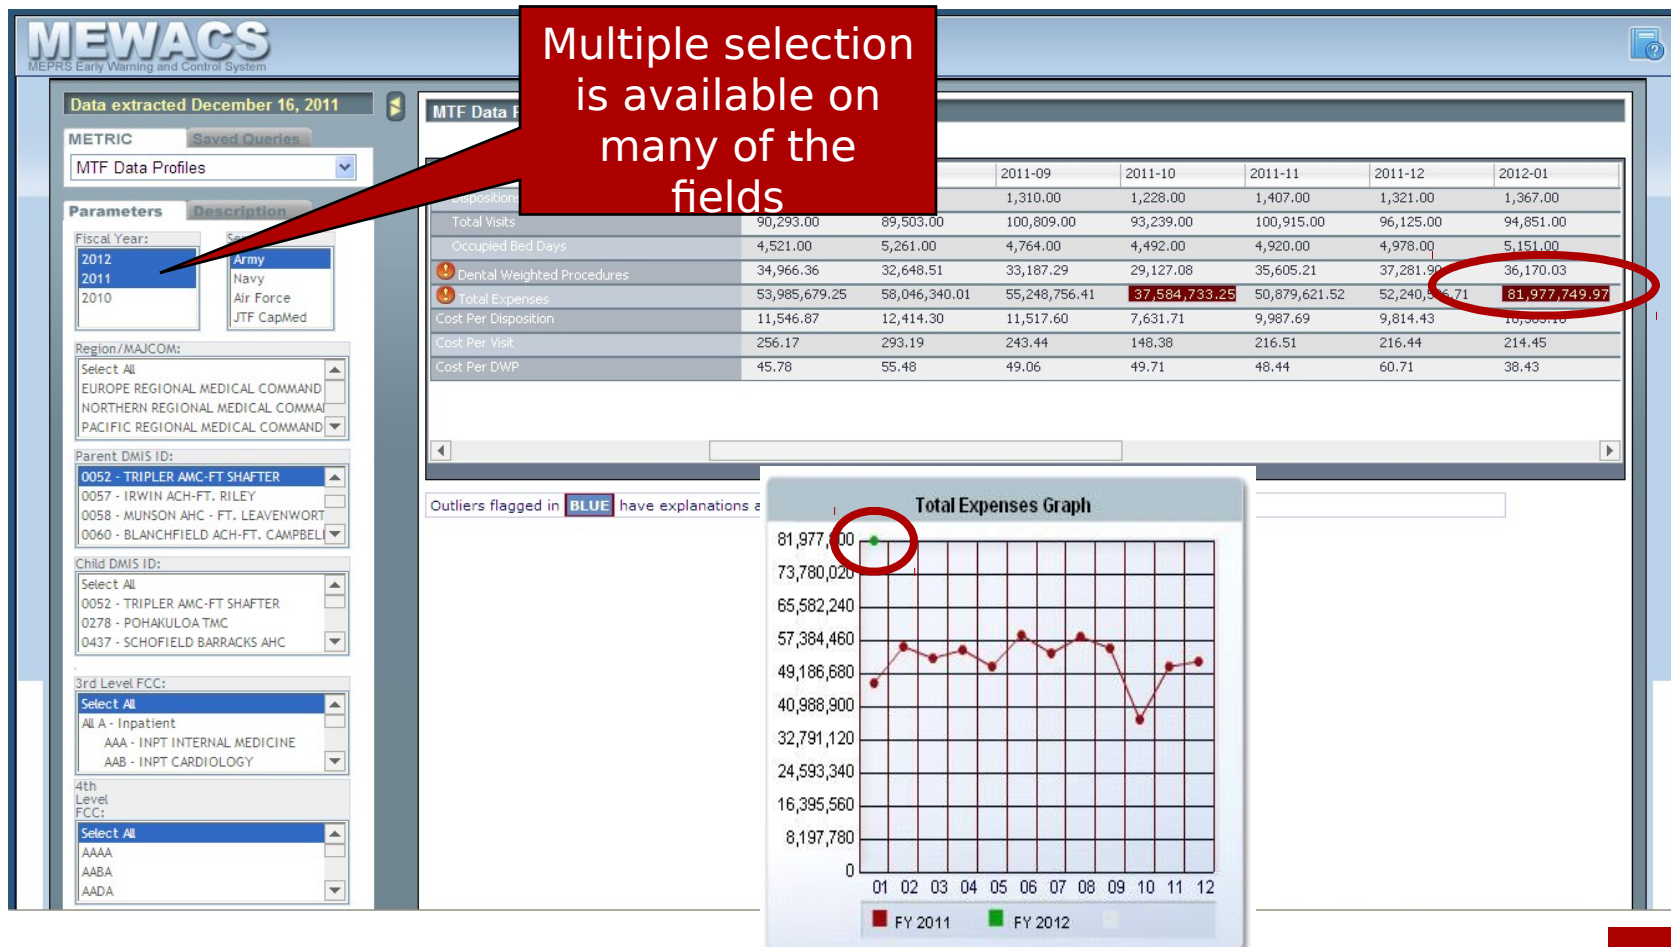 MEWACS
MEPRS Early Warning and Control System
Multiple selection
is available on
many of the
fields
Data extracted December 16, 2011
METRIC Saved Queries
MTF Data Profiles
Parameters Description
Fiscal Year:
2012
2011
2010
Army
Navy
Air Force
JTF CapMed
Region/MAJCOM:
Select All
EUROPE REGIONAL MEDICAL COMMAND
NORTHERN REGIONAL MEDICAL COMMA
PACIFIC REGIONAL MEDICAL COMMAND
Parent DMIS ID:
0052 - TRIPLER AMC-FT SHAFTER
0057 - IRWIN ACH-FT. RILEY
0058 - MUNSON AHC - FT. LEAVENWORT
0060 - BLANCHFIELD ACH-FT. CAMPBEL
Child DMIS ID:
Select All
0052 - TRIPLER AMC-FT SHAFTER
0278 - POHAKULOA TMC
0437 - SCHOFIELD BARRACKS AHC
3rd Level FCC:
Select All
All A - Inpatient
AAA - INPT INTERNAL MEDICINE
AAB - INPT CARDIOLOGY
4th
Level
FCC:
Select All
AAAA
AABA
AADA
MTF Data
2011-09 2011-10 2011-11 2011-12 2012-01
Dispositions 1,310.00 1,228.00 1,407.00 1,321.00 1,367.00
Total Visits 90,293.00 89,503.00 100,809.00 93,239.00 100,915.00 96,125.00 94,851.00
Occupied Bed Days 4,521.00 5,261.00 4,764.00 4,492.00 4,920.00 4,978.00 5,151.00
Dental Weighted Procedures 34,966.36 32,648.51 33,187.29 29,127.08 35,605.21 37,281.90 36,170.03
Total Expenses 53,985,679.25 58,046,340.01 55,248,756.41 37,584,733.25 50,879,621.52 81,977,749.97
Cost Per Disposition 11,546.87 12,414.30 11,517.60 7,631.71 9,987.69 9,814.43
Cost Per Visit 256.17 293.19 243.44 148.38 216.51 216.44 214.45
Cost Per DWP 45.78 55.48 49.06 49.71 48.44 60.71 38.43
Outliers flagged in BLUE have explanations
Total Expenses Graph
81,977,800
73,780,020
65,582,240
57,384,460
49,186,680
40,988,900
32,791,120
24,593,340
16,395,560
8,197,780
0
01 02 03 04 05 06 07 08 09 10 11 12
FY 2011 FY 2012